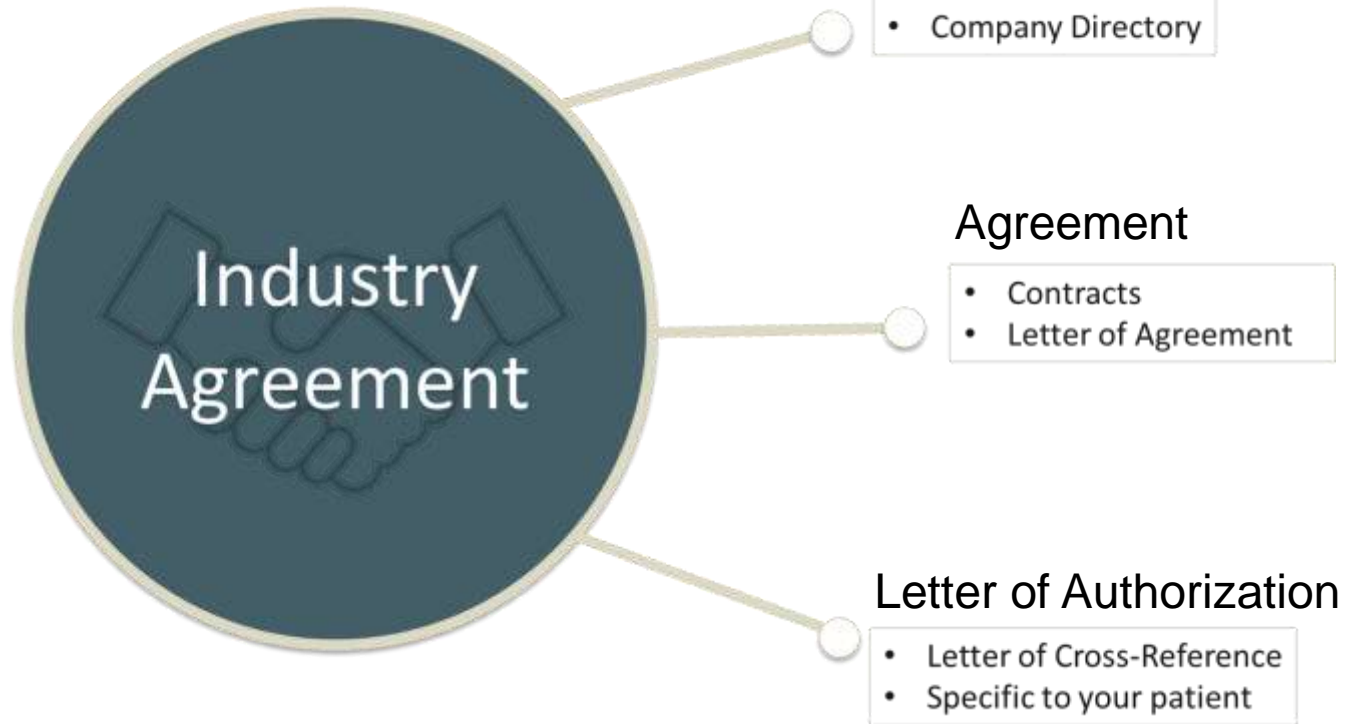 • Company Directory
Industry
Agreement
Agreement
• Contracts
• Letter of Agreement
Letter of Authorization
• Letter of Cross-Reference
• Specific to your patient